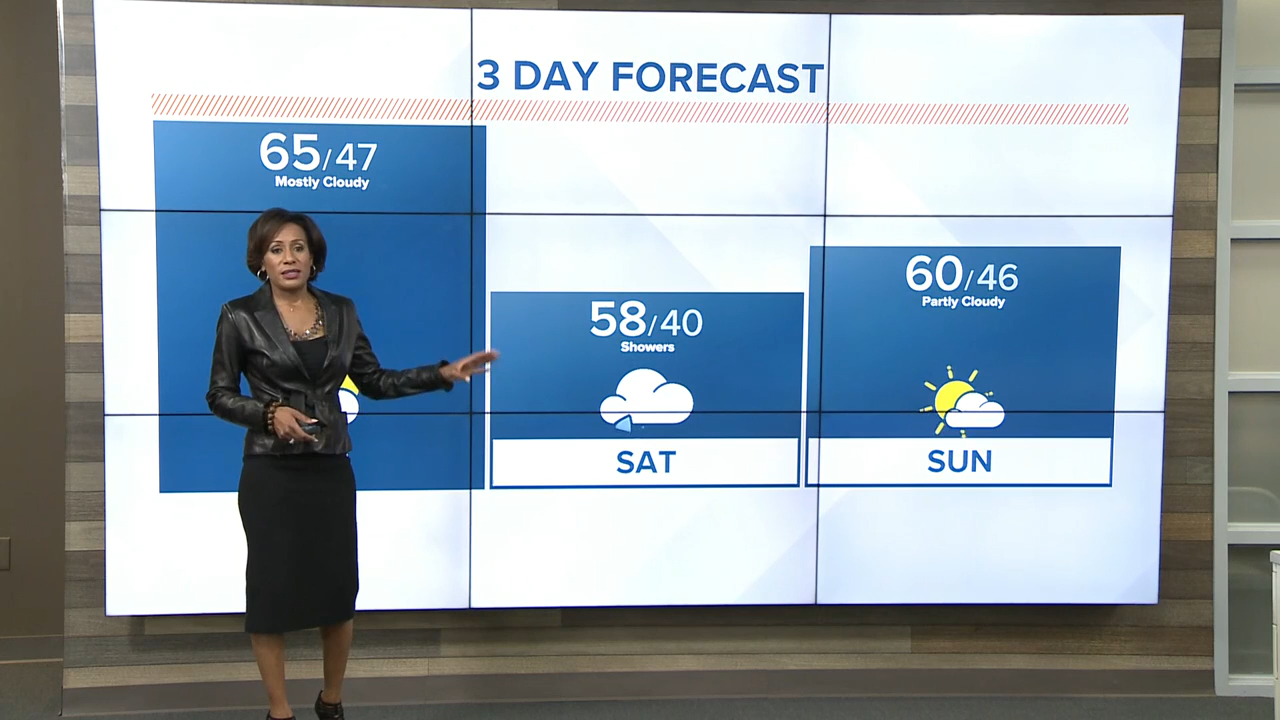 3 DAY FORECAST
65/47
Mostly Cloudy
58/40
Showers
60/46
Partly Cloudy
SAT
SUN